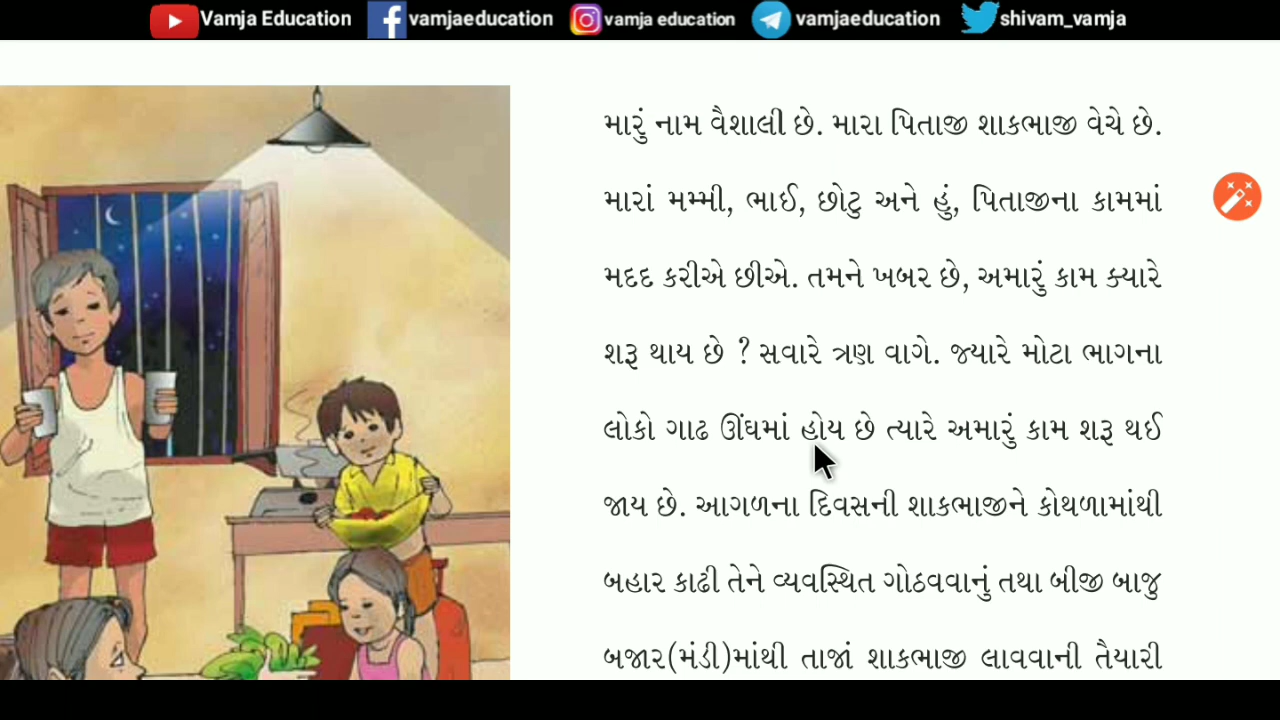 Vamja Education vamjaeducation vamja education vamjaeducation shivam_vamja
મારું નામ વૈશાલી છે. મારા પિતાજી શાકભાજી વેચે છે.
મારાં મમ્મી, ભાઈ, છોટુ અને હું, પિતાજીના કામમાં
મદદ કરીએ છીએ. તમને ખબર છે, અમારું કામ ક્યારે
શરૂ થાય છે ? સવારે ત્રણ વાગે. જ્યારે મોટા ભાગના
લોકો ગાઢ ઊંઘમાં હોય છે ત્યારે અમારું કામ શરૂ થઈ
જાય છે. આગળના દિવસની શાકભાજીને કોથળામાંથી
બહાર કાઢી તેને વ્યવસ્થિત ગોઠવવાનું તથા બીજી બાજુ
બજાર(મંડી)માંથી તાજાં શાકભાજી લાવવાની તૈયારી